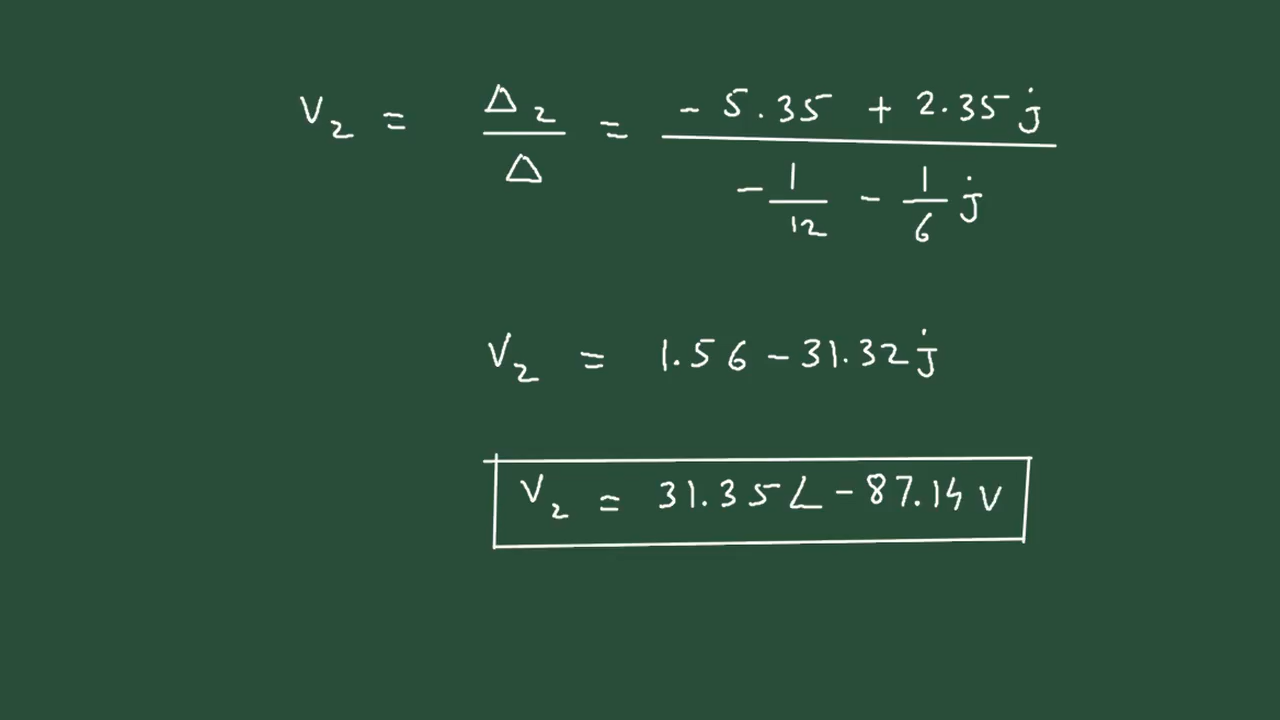 V₂ = Δ₂/Δ = (- 5.35 + 2.35j)/(-1/12 - 1/6 j)
V₂ = 1.56 - 31.32j
V₂ = 31.35∠-87.14 V